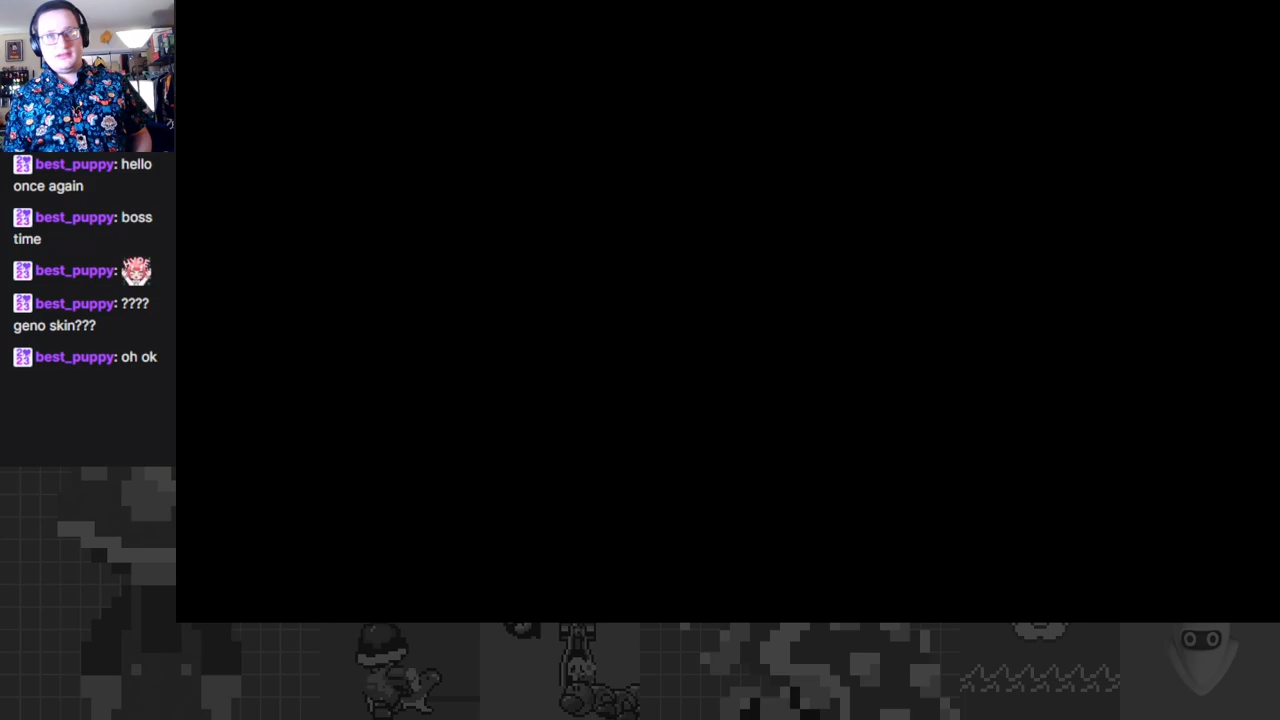 best_puppy: hello
once again
best_puppy: boss
time
best_puppy:
best_puppy: ????
geno skin???
best_puppy: oh ok